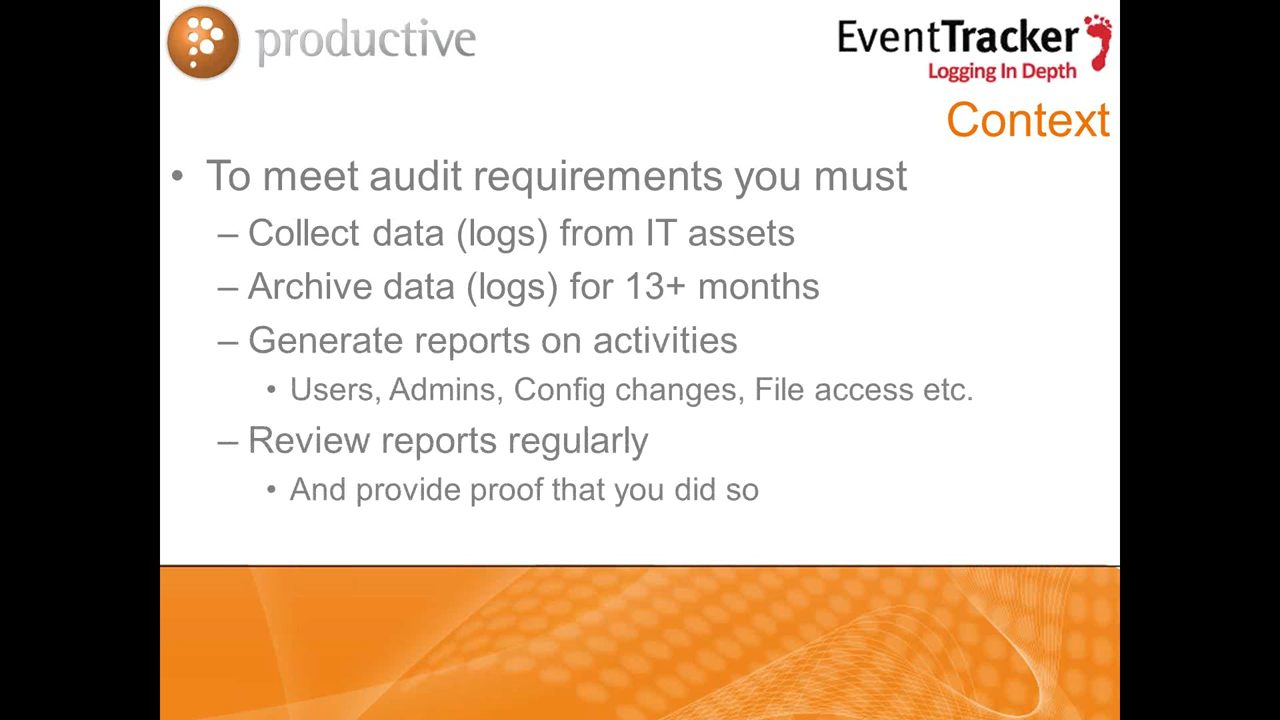 productive
EventTracker
Logging In Depth
Context
• To meet audit requirements you must
– Collect data (logs) from IT assets
– Archive data (logs) for 13+ months
– Generate reports on activities
• Users, Admins, Config changes, File access etc.
– Review reports regularly
• And provide proof that you did so